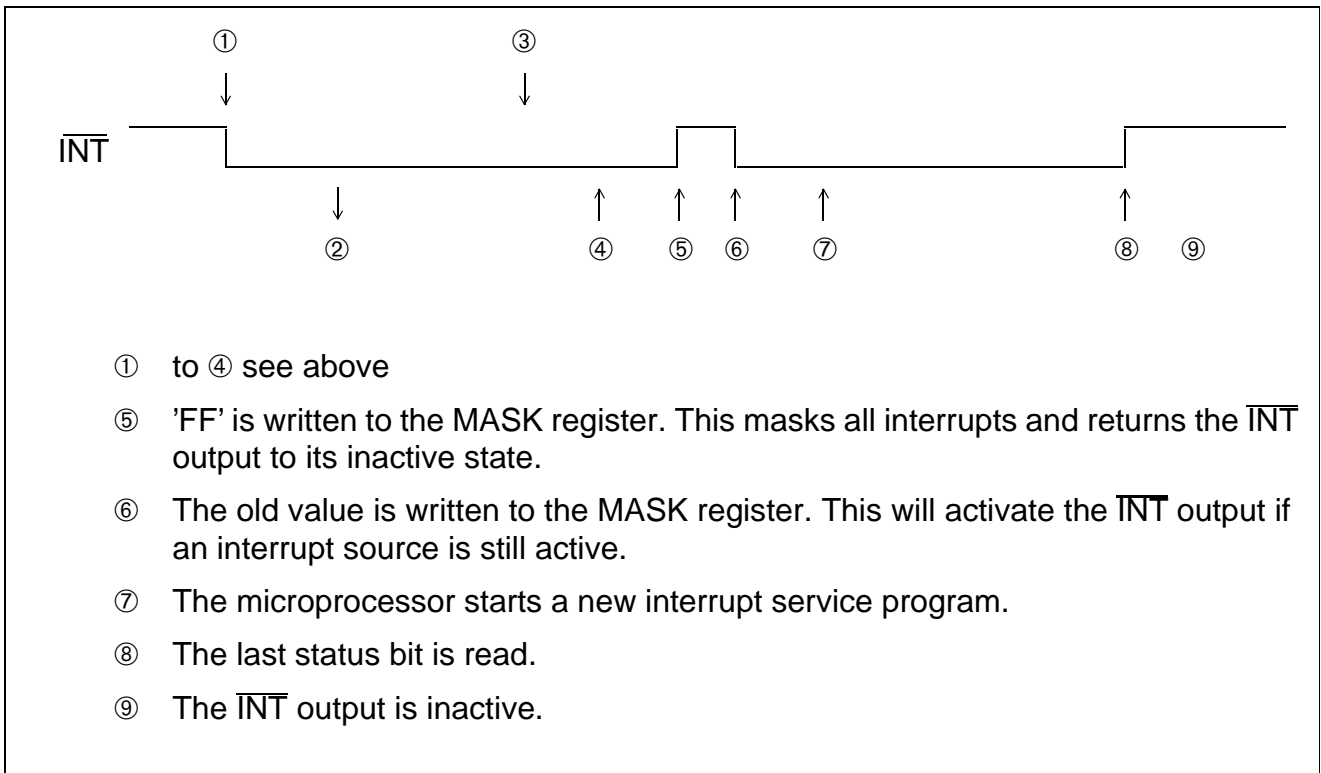 ① ③
INT
② ④ ⑤ ⑥ ⑦ ⑧ ⑨
① to ④ see above
⑤ ’FF’ is written to the MASK register. This masks all interrupts and returns the INT
output to its inactive state.
⑥ The old value is written to the MASK register. This will activate the INT output if
an interrupt source is still active.
⑦ The microprocessor starts a new interrupt service program.
⑧ The last status bit is read.
⑨ The INT output is inactive.